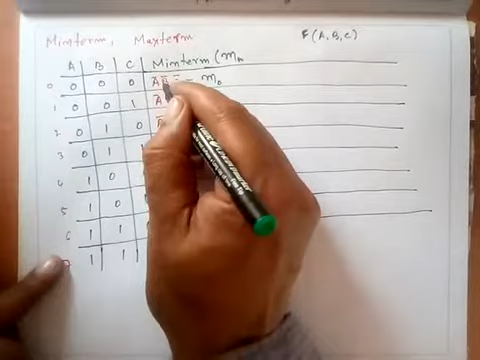 Minterm, Maxterm F(A,B,C)
A B C Minterm (m
0 0 0 0 A̅ B̅ C̅ - m₀
1 0 0 1 A̅
2 0 1 0 A̅
3 0 1
4 1 0
5 1 0
6 1 1
1 1